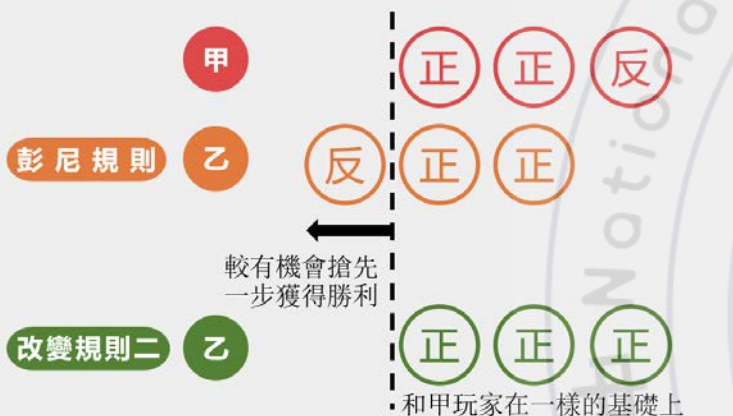 甲 正 正 反
彭尼規則 乙 反 正 正
較有機會搶先
一步獲得勝利
改變規則二 乙 正 正 正
和甲玩家在一樣的基礎上
National